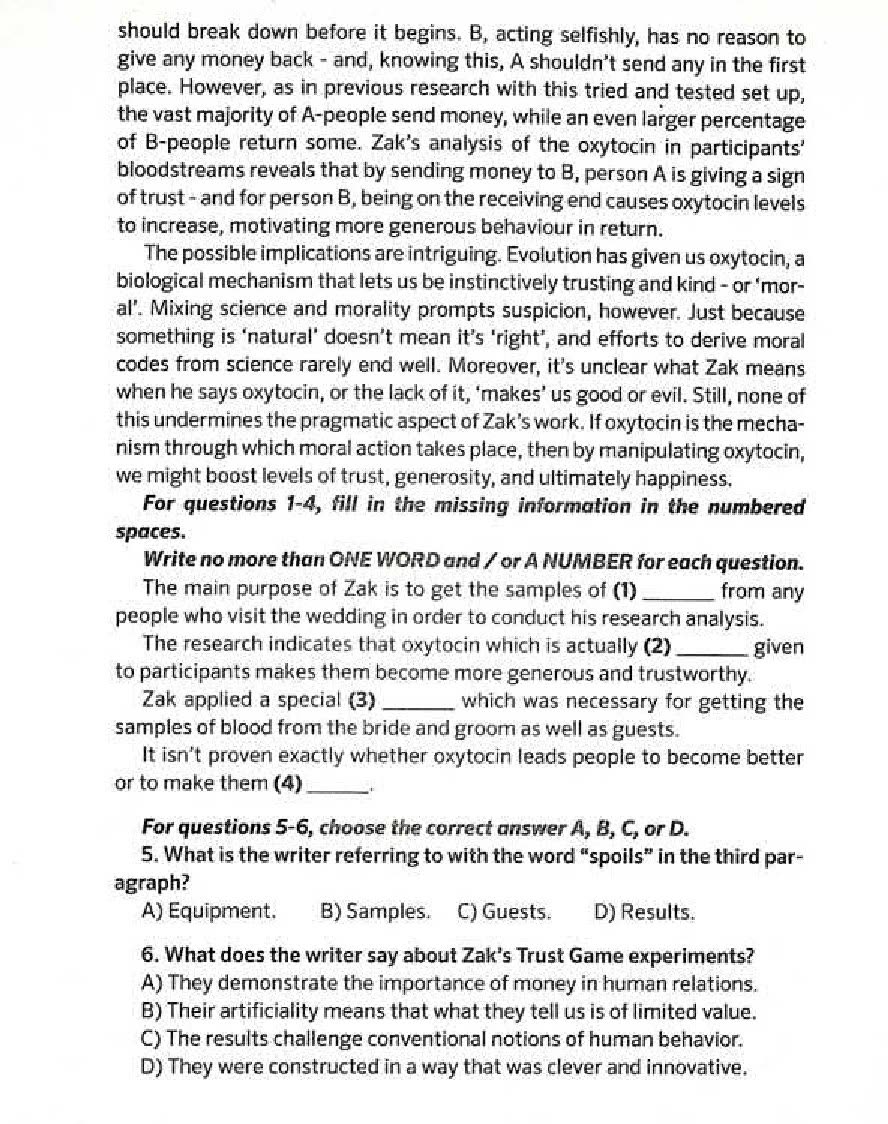 should break down before it begins. B, acting selfishly, has no reason to
give any money back - and, knowing this, A shouldn't send any in the first
place. However, as in previous research with this tried and tested set up,
the vast majority of A-people send money, while an even larger percentage
of B-people return some. Zak's analysis of the oxytocin in participants'
bloodstreams reveals that by sending money to B, person A is giving a sign
of trust - and for person B, being on the receiving end causes oxytocin levels
to increase, motivating more generous behaviour in return.
The possible implications are intriguing. Evolution has given us oxytocin, a
biological mechanism that lets us be instinctively trusting and kind - or 'mor-
al'. Mixing science and morality prompts suspicion, however. Just because
something is 'natural' doesn't mean it's 'right', and efforts to derive moral
codes from science rarely end well. Moreover, it's unclear what Zak means
when he says oxytocin, or the lack of it, 'makes' us good or evil. Still, none of
this undermines the pragmatic aspect of Zak's work. If oxytocin is the mecha-
nism through which moral action takes place, then by manipulating oxytocin,
we might boost levels of trust, generosity, and ultimately happiness.
For questions 1-4, fill in the missing information in the numbered
spaces.
Write no more than ONE WORD and / or A NUMBER for each question.
The main purpose of Zak is to get the samples of (1) _______ from any
people who visit the wedding in order to conduct his research analysis.
The research indicates that oxytocin which is actually (2) _______ given
to participants makes them become more generous and trustworthy.
Zak applied a special (3) _______ which was necessary for getting the
samples of blood from the bride and groom as well as guests.
It isn't proven exactly whether oxytocin leads people to become better
or to make them (4) ______.
For questions 5-6, choose the correct answer A, B, C, or D.
5. What is the writer referring to with the word "spoils" in the third par-
agraph?
A) Equipment. B) Samples. C) Guests. D) Results.
6. What does the writer say about Zak's Trust Game experiments?
A) They demonstrate the importance of money in human relations.
B) Their artificiality means that what they tell us is of limited value.
C) The results challenge conventional notions of human behavior.
D) They were constructed in a way that was clever and innovative.